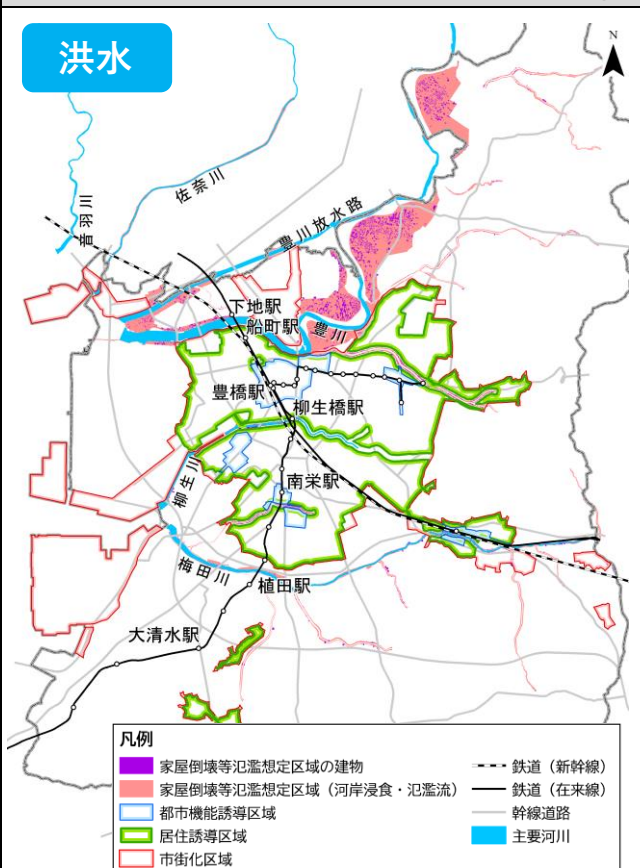 洪水
N
音羽川
佐奈川
豊川放水路
下地駅
船町駅
豊川
豊橋駅
柳生橋駅
柳生川
南栄駅
梅田川
植田駅
大清水駅
凡例
家屋倒壊等氾濫想定区域の建物
家屋倒壊等氾濫想定区域（河岸浸食・氾濫流）
都市機能誘導区域
居住誘導区域
市街化区域
鉄道（新幹線）
鉄道（在来線）
幹線道路
主要河川